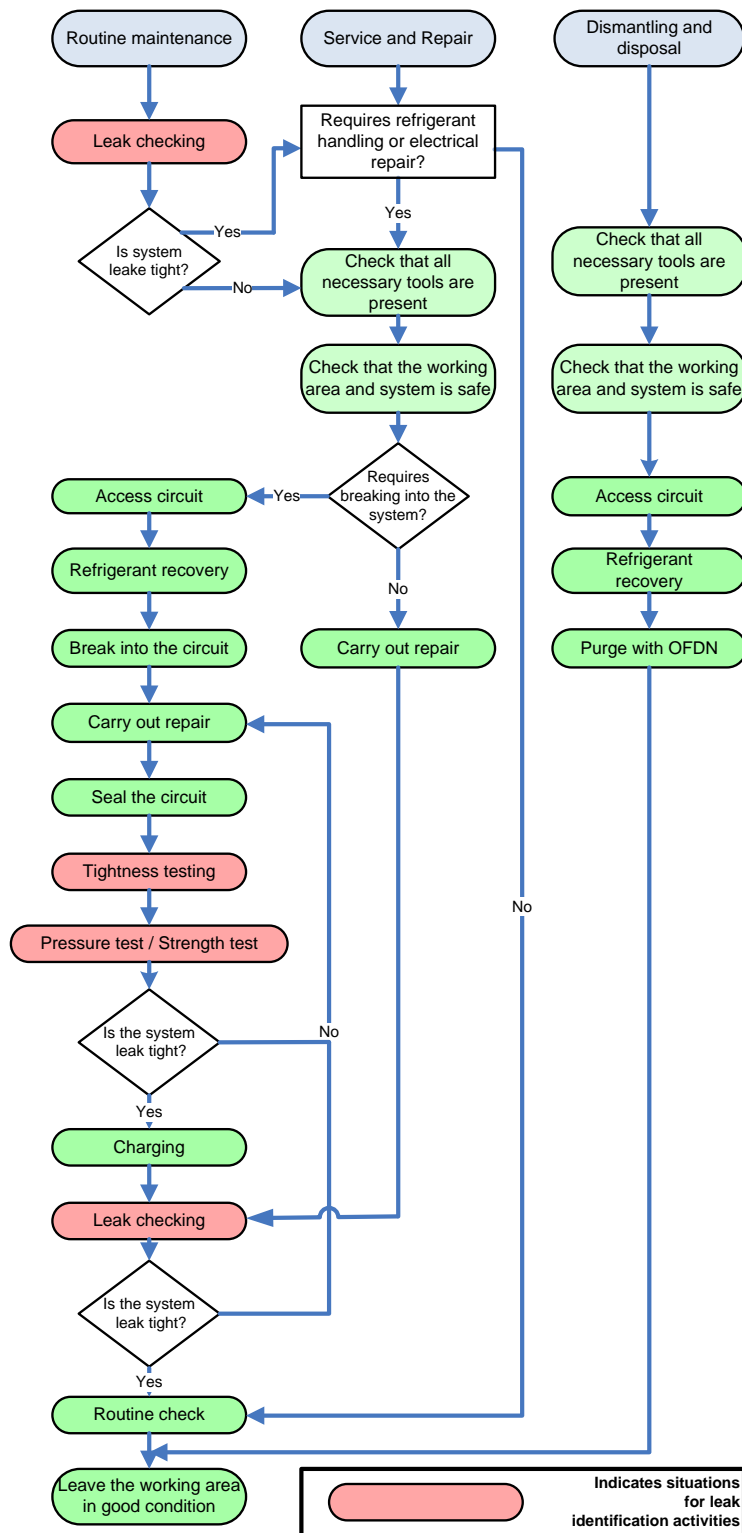 Routine maintenance
Service and Repair
Dismantling and
disposal
Leak checking
Requires refrigerant
handling or electrical
repair?
Yes
Yes
Is system
leake tight?
No
Check that all
necessary tools are
present
Check that all
necessary tools are
present
Check that the working
area and system is safe
Check that the working
area and system is safe
Requires
breaking into the
system?
Yes
Access circuit
Access circuit
Refrigerant recovery
Refrigerant
recovery
No
Break into the circuit
Carry out repair
Purge with OFDN
Carry out repair
Seal the circuit
Tightness testing
No
Pressure test / Strength test
Is the system
leak tight?
No
Yes
Charging
Leak checking
Is the system
leak tight?
Yes
Routine check
Leave the working area
in good condition
Indicates situations
for leak
identification activities